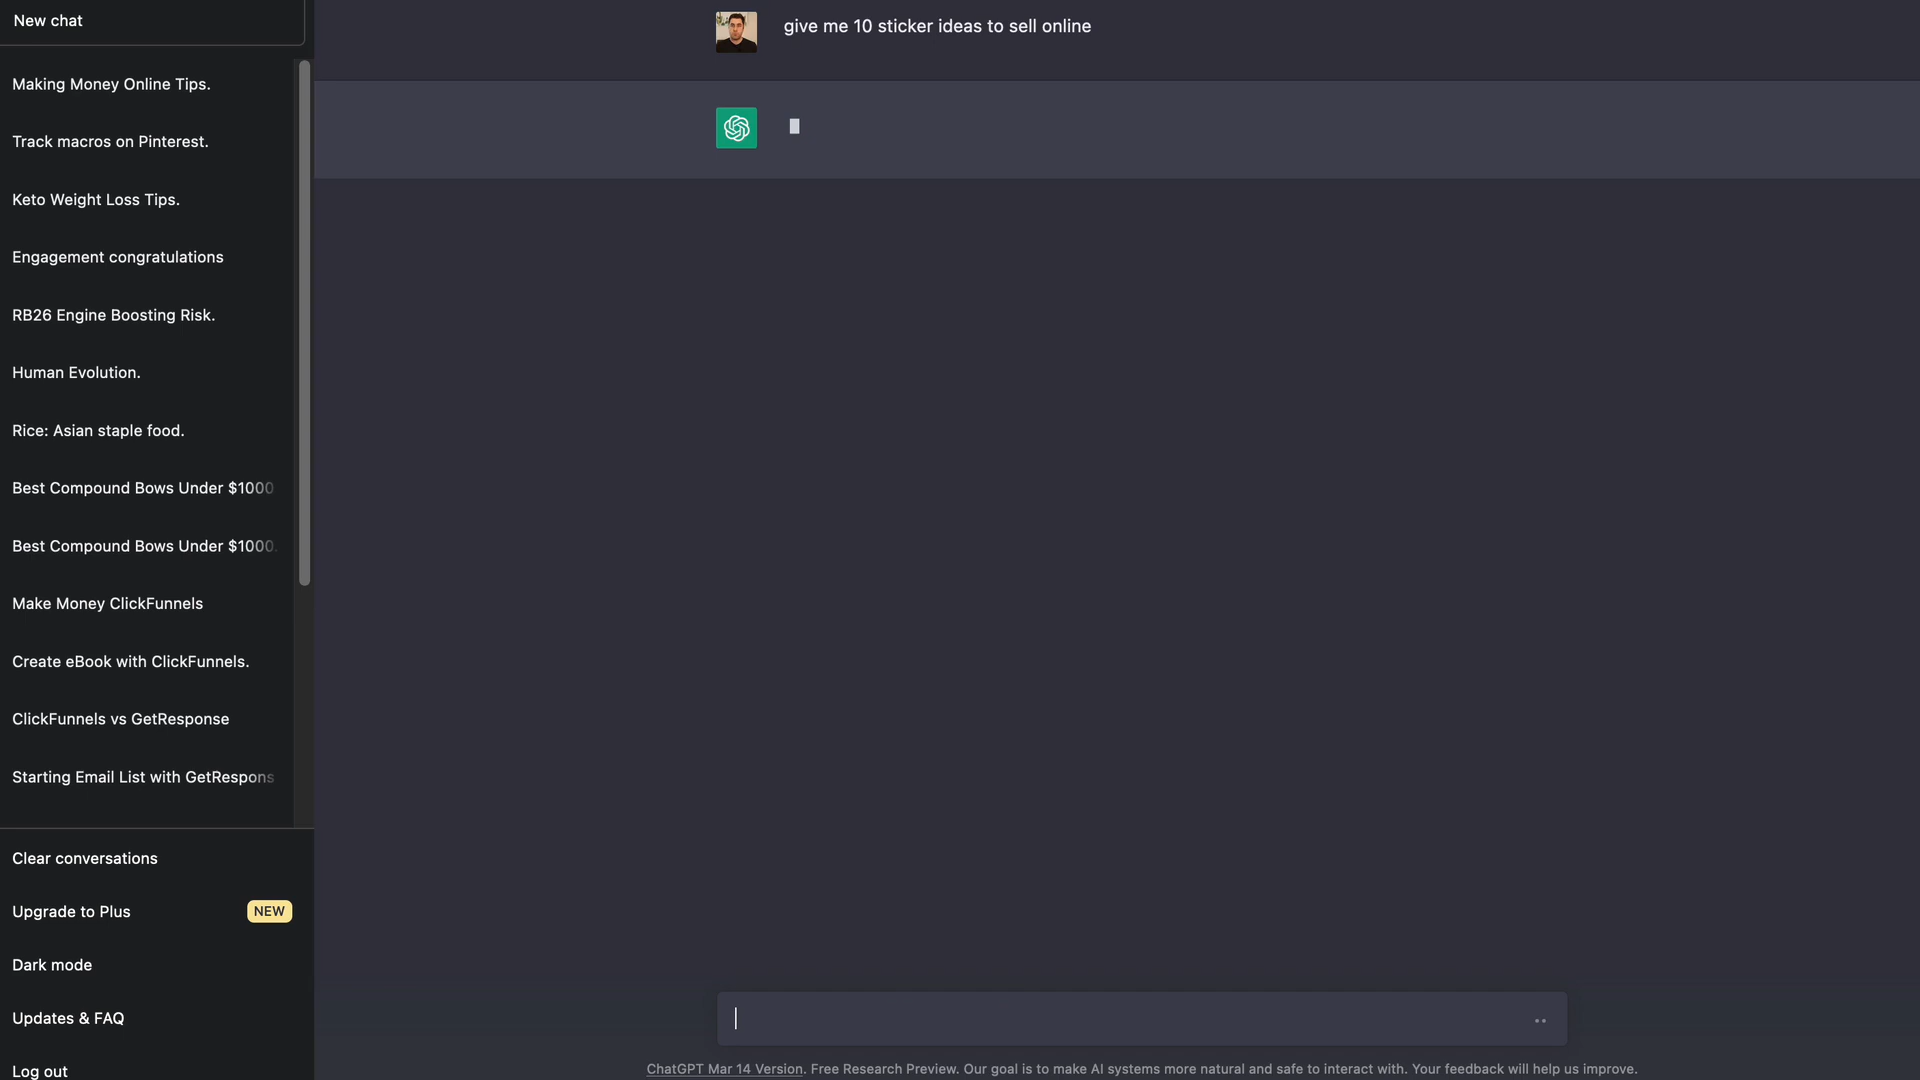 New chat
Making Money Online Tips.
Track macros on Pinterest.
Keto Weight Loss Tips.
Engagement congratulations
RB26 Engine Boosting Risk.
Human Evolution.
Rice: Asian staple food.
Best Compound Bows Under $1000
Best Compound Bows Under $1000.
Make Money ClickFunnels
Create eBook with ClickFunnels.
ClickFunnels vs GetResponse
Starting Email List with GetRespons
Clear conversations
Upgrade to Plus NEW
Dark mode
Updates & FAQ
Log out
give me 10 sticker ideas to sell online
ChatGPT Mar 14 Version. Free Research Preview. Our goal is to make AI systems more natural and safe to interact with. Your feedback will help us improve.